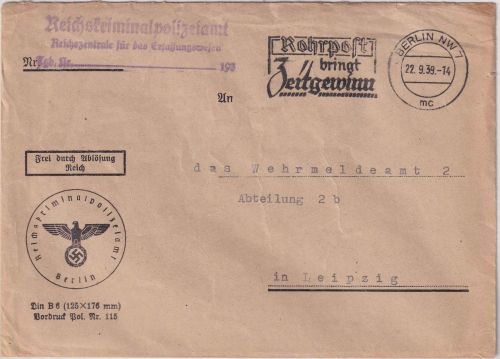 Reichskriminalpolizeiamt
Reichszentrale für das Erfassungswesen
Nr. Tgb. Nr. 193
An
Rohrpost
bringt
Zeitgewinn
BERLIN NW 7
22.9.39.-14
mc
Frei durch Ablösung
Reich
das Wehrmeldeamt 2
Abteilung 2 b
in Leipzig
Reichskriminalpolizeiamt
Berlin
Din B 6 (125×176 mm)
Vordruck Pol. Nr. 115